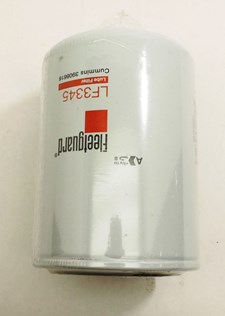 Fleetguard®
LF3345
Lube Filter
Cummins 3908616